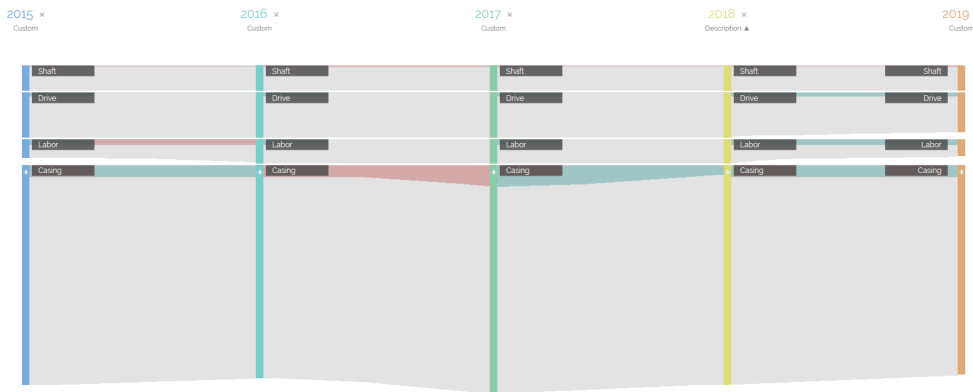 2015 × 2016 × 2017 × 2018 × 2019
Custom Custom Custom Description ▲ Custom
Shaft Shaft Shaft Shaft Shaft
Drive Drive Drive Drive Drive
Labor Labor Labor Labor Labor
+ Casing + Casing + Casing + Casing Casing +